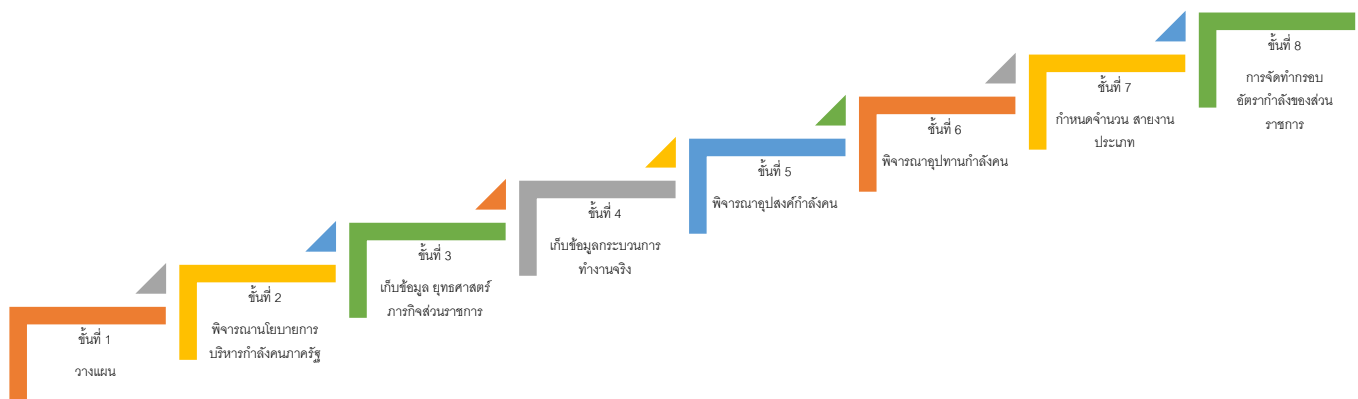 ขั้นที่ 1
วางแผน
ขั้นที่ 2
พิจารณานโยบายการ
บริหารกำลังคนภาครัฐ
ขั้นที่ 3
เก็บข้อมูล ยุทธศาสตร์
ภารกิจส่วนราชการ
ขั้นที่ 4
เก็บข้อมูลกระบวนการ
ทำงานจริง
ขั้นที่ 5
พิจารณาอุปสงค์กำลังคน
ขั้นที่ 6
พิจารณาอุปทานกำลังคน
ขั้นที่ 7
กำหนดจำนวน สายงาน
ประเภท
ขั้นที่ 8
การจัดทำกรอบ
อัตรากำลังของส่วน
ราชการ